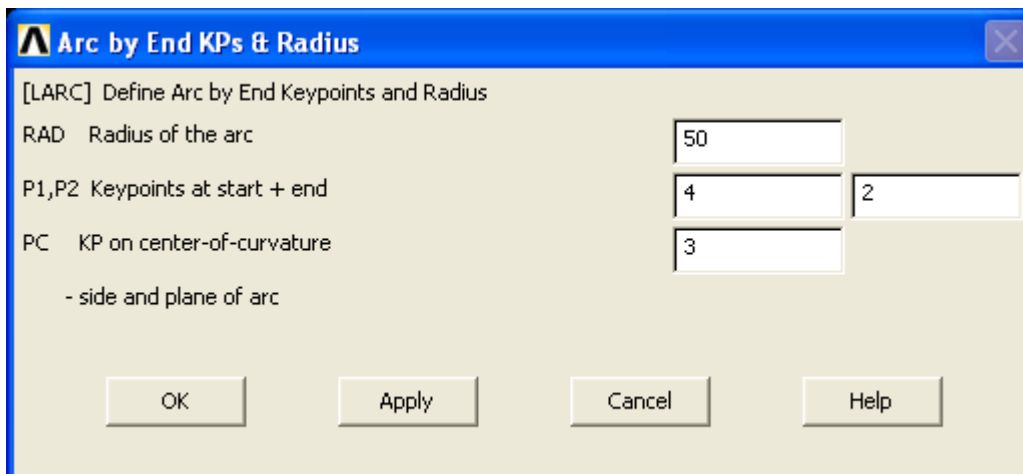 Arc by End KPs & Radius
[LARC] Define Arc by End Keypoints and Radius
RAD Radius of the arc 50
P1,P2 Keypoints at start + end 4 2
PC KP on center-of-curvature 3
- side and plane of arc
OK Apply Cancel Help